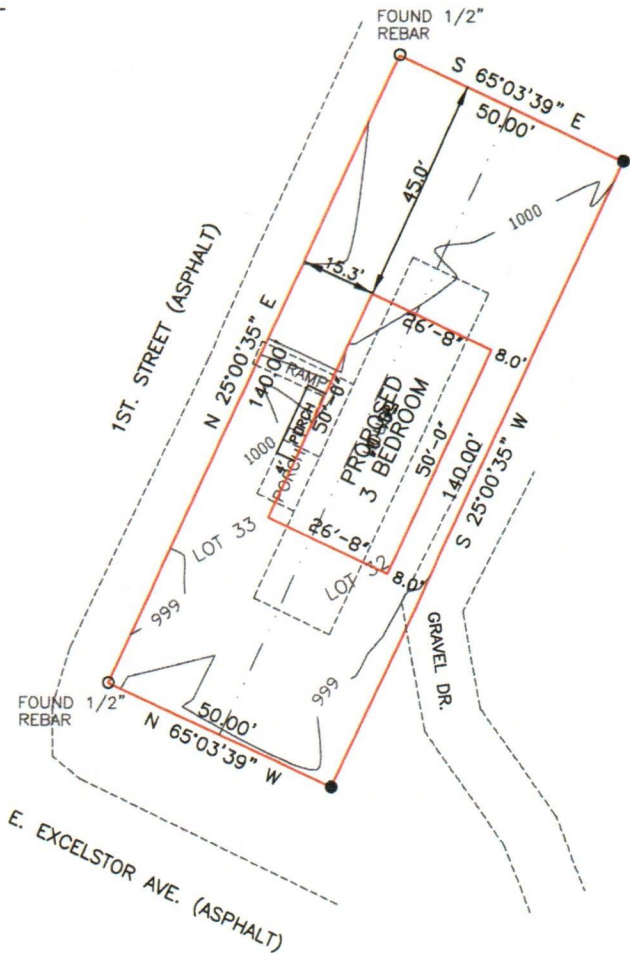 FOUND 1/2"
REBAR
S 65°03'39" E
50.00'
45.0'
1000
15.3'
1ST. STREET (ASPHALT)
N 25°00'35" E
140.00'
26'-8"
8.0'
RAMP
4' PORCH
PORCH
50'-0"
PROPOSED
3 BEDROOM
50'-0"
140.00'
S 25°00'35" W
1000
LOT 33
26'-8"
LOT 32
8.0'
999
GRAVEL DR.
999
FOUND 1/2"
REBAR
50.00'
N 65°03'39" W
E. EXCELSTOR AVE. (ASPHALT)